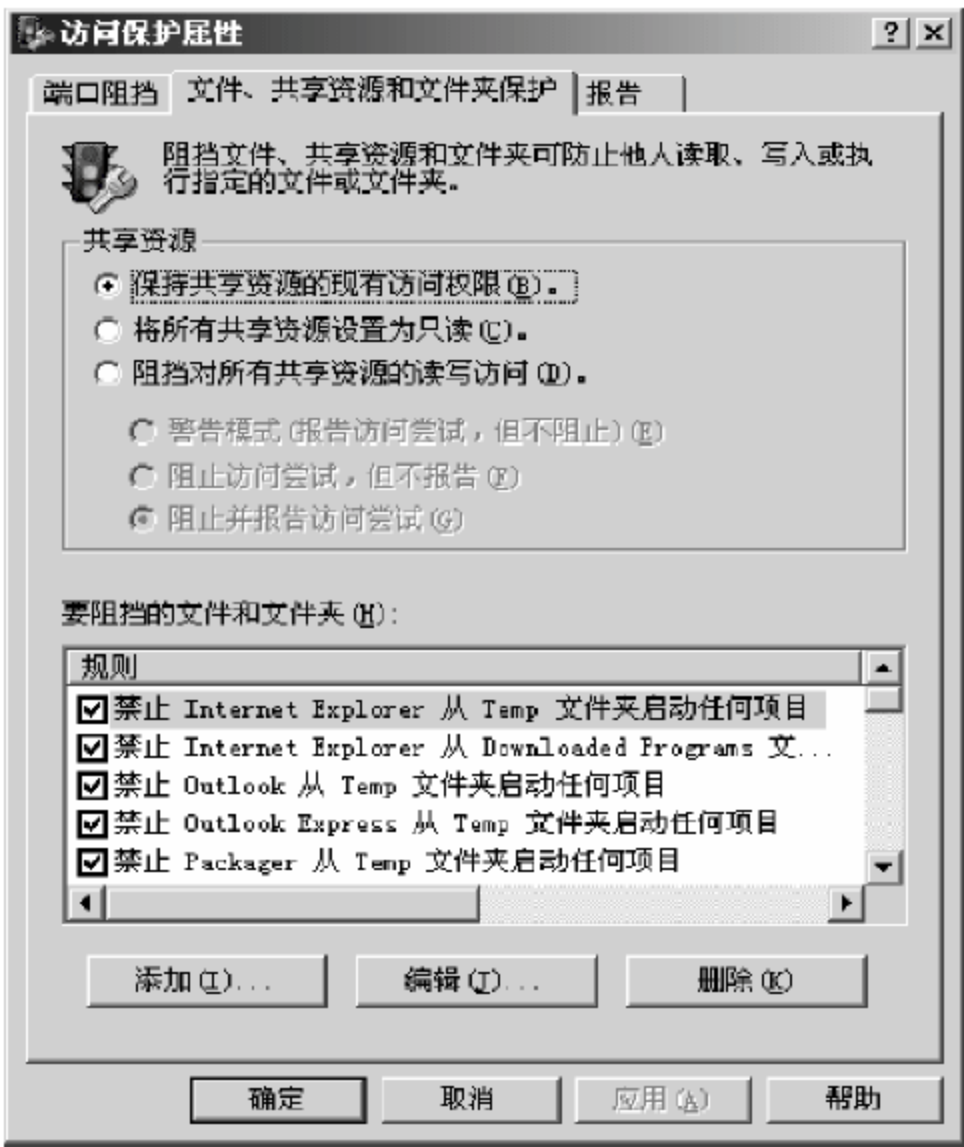 访问保护属性
端口阻挡 文件、共享资源和文件夹保护 报告
阻挡文件、共享资源和文件夹可防止他人读取、写入或执
行指定的文件或文件夹。
共享资源
保持共享资源的现有访问权限(B)。
将所有共享资源设置为只读(C)。
阻挡对所有共享资源的读写访问(D)。
警告模式(报告访问尝试，但不阻止)(E)
阻止访问尝试，但不报告(F)
阻止并报告访问尝试(G)
要阻挡的文件和文件夹(H):
规则
禁止 Internet Explorer 从 Temp 文件夹启动任何项目
禁止 Internet Explorer 从 Downloaded Programs 文...
禁止 Outlook 从 Temp 文件夹启动任何项目
禁止 Outlook Express 从 Temp 文件夹启动任何项目
禁止 Packager 从 Temp 文件夹启动任何项目
添加(I)... 编辑(J)... 删除(K)
确定 取消 应用(A) 帮助